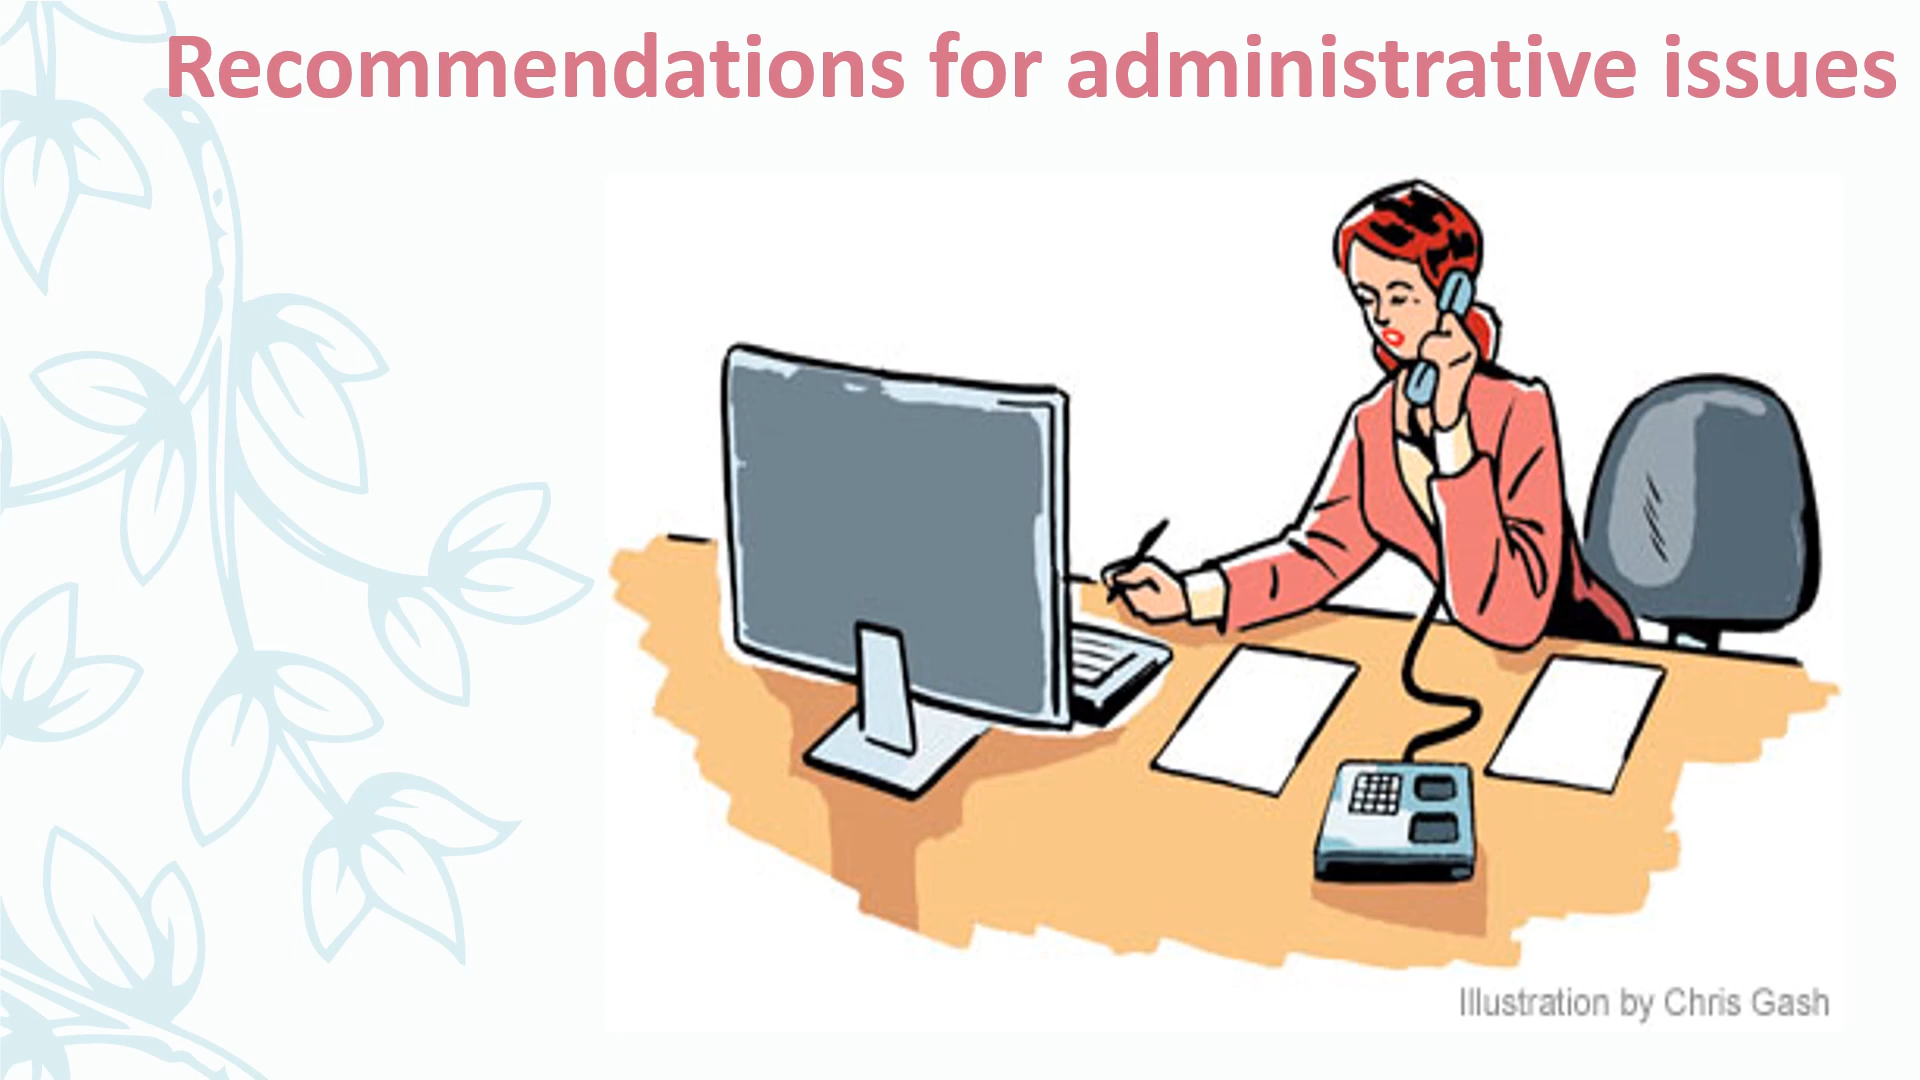 Recommendations for administrative issues
Illustration by Chris Gash